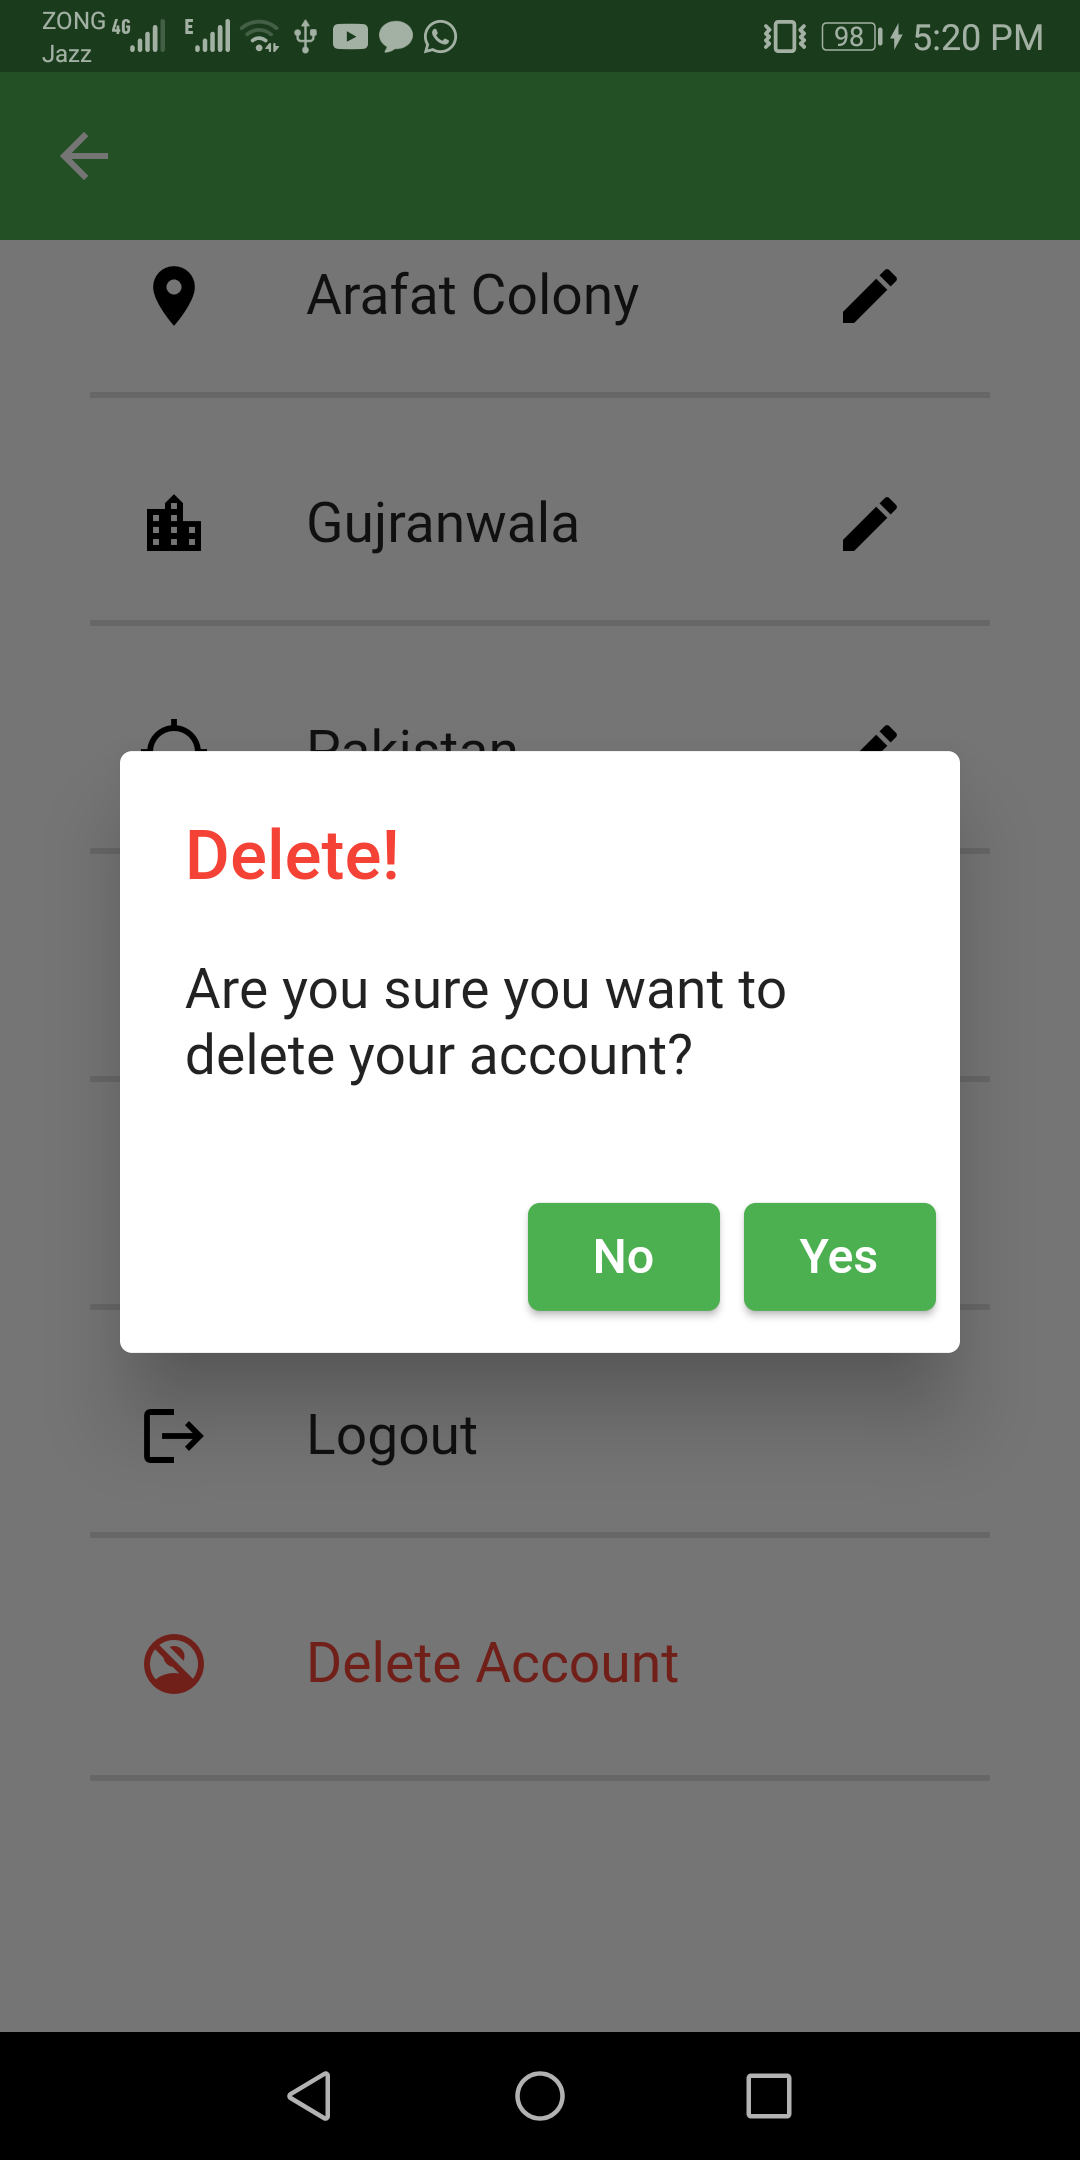 ZONG 4G E 98 5:20 PM
Jazz
Arafat Colony
Gujranwala
Pakistan
Delete!
Are you sure you want to
delete your account?
No Yes
Logout
Delete Account